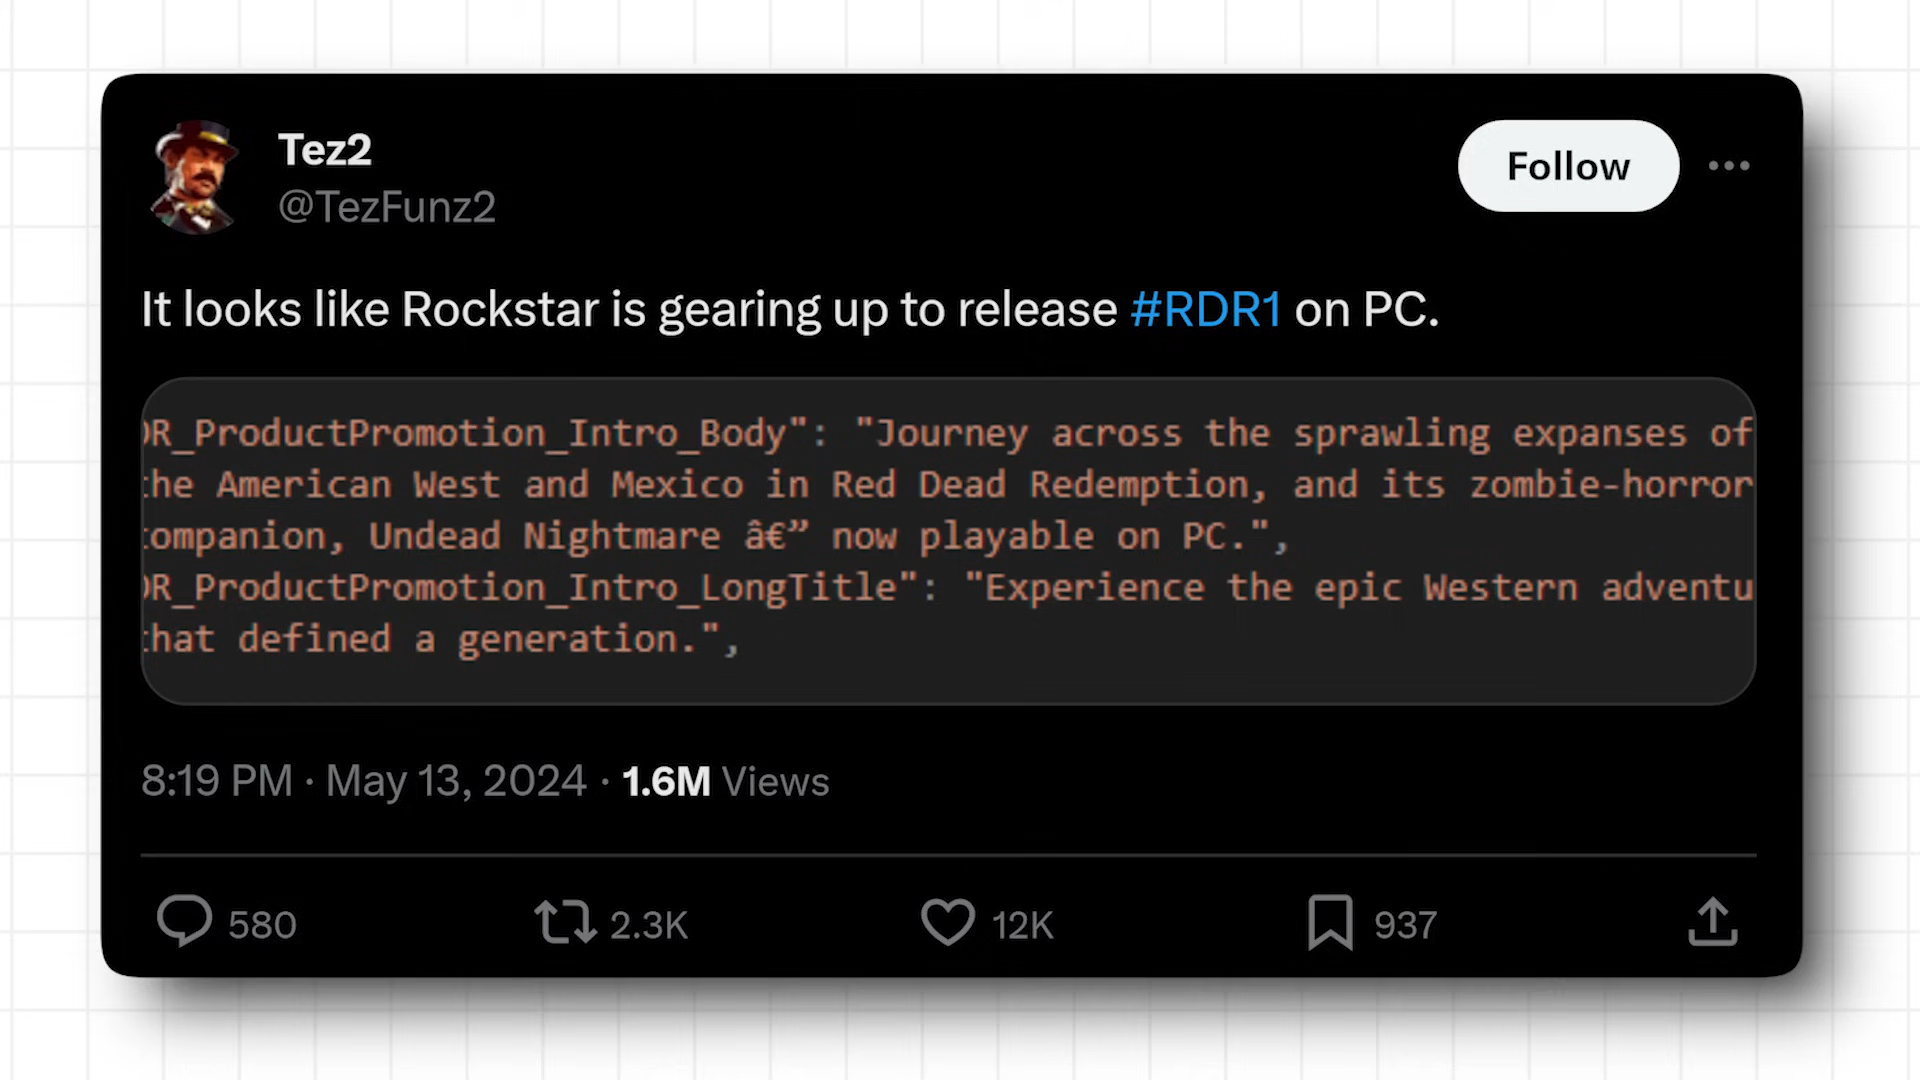 Tez2
@TezFunz2
Follow
It looks like Rockstar is gearing up to release #RDR1 on PC.
R_ProductPromotion_Intro_Body": "Journey across the sprawling expanses of
he American West and Mexico in Red Dead Redemption, and its zombie-horror
ompanion, Undead Nightmare â€” now playable on PC.",
R_ProductPromotion_Intro_LongTitle": "Experience the epic Western adventu
hat defined a generation.",
8:19 PM · May 13, 2024 · 1.6M Views
580 2.3K 12K 937